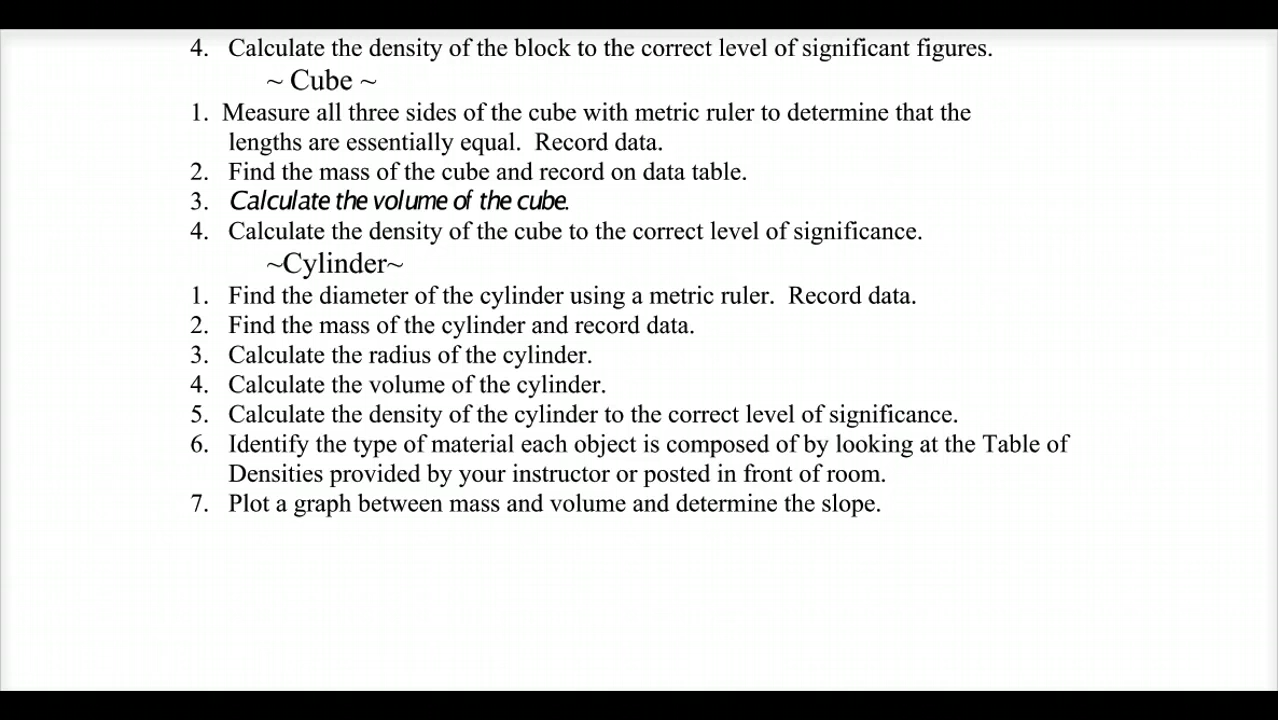 4. Calculate the density of the block to the correct level of significant figures.
~ Cube ~
1. Measure all three sides of the cube with metric ruler to determine that the
lengths are essentially equal. Record data.
2. Find the mass of the cube and record on data table.
3. Calculate the volume of the cube.
4. Calculate the density of the cube to the correct level of significance.
~Cylinder~
1. Find the diameter of the cylinder using a metric ruler. Record data.
2. Find the mass of the cylinder and record data.
3. Calculate the radius of the cylinder.
4. Calculate the volume of the cylinder.
5. Calculate the density of the cylinder to the correct level of significance.
6. Identify the type of material each object is composed of by looking at the Table of
Densities provided by your instructor or posted in front of room.
7. Plot a graph between mass and volume and determine the slope.